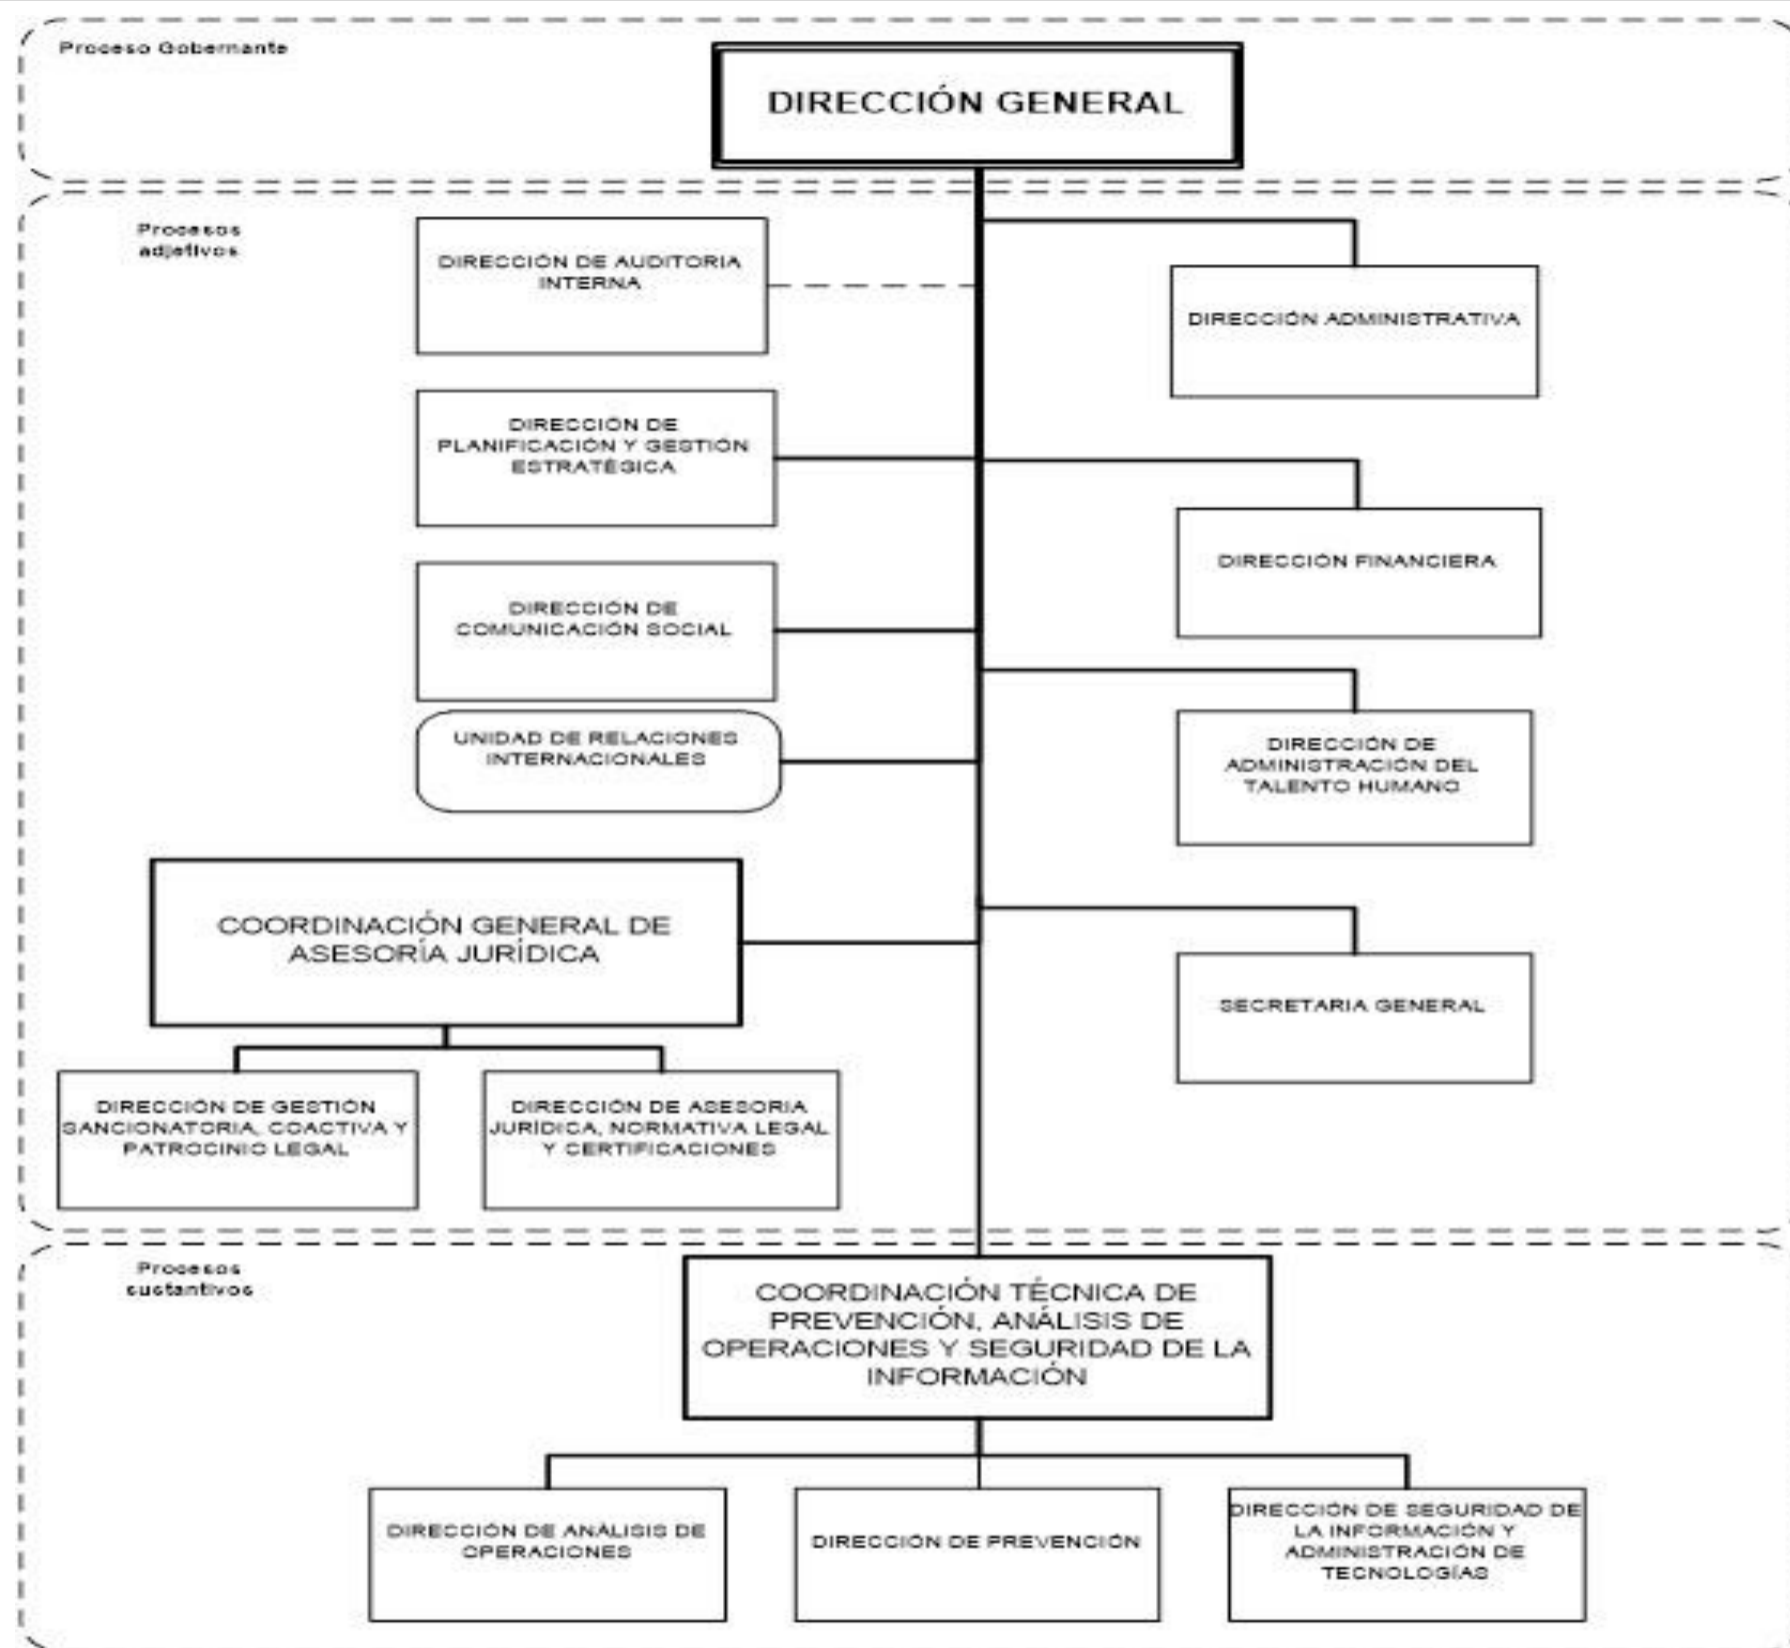 Proceso Gobernante
DIRECCIÓN GENERAL
Procesos
adjetivos
DIRECCIÓN DE AUDITORIA
INTERNA
DIRECCIÓN ADMINISTRATIVA
DIRECCIÓN DE
PLANIFICACIÓN Y GESTIÓN
ESTRATÉGICA
DIRECCIÓN FINANCIERA
DIRECCIÓN DE
COMUNICACIÓN SOCIAL
UNIDAD DE RELACIONES
INTERNACIONALES
DIRECCIÓN DE
ADMINISTRACIÓN DEL
TALENTO HUMANO
COORDINACIÓN GENERAL DE
ASESORÍA JURÍDICA
SECRETARIA GENERAL
DIRECCIÓN DE GESTIÓN
SANCIONATORIA, COACTIVA Y
PATROCINIO LEGAL
DIRECCIÓN DE ASESORIA
JURÍDICA, NORMATIVA LEGAL
Y CERTIFICACIONES
Procesos
sustantivos
COORDINACIÓN TÉCNICA DE
PREVENCIÓN, ANÁLISIS DE
OPERACIONES Y SEGURIDAD DE LA
INFORMACIÓN
DIRECCIÓN DE ANÁLISIS DE
OPERACIONES
DIRECCIÓN DE PREVENCIÓN
DIRECCIÓN DE SEGURIDAD DE
LA INFORMACIÓN Y
ADMINISTRACIÓN DE
TECNOLOGÍAS